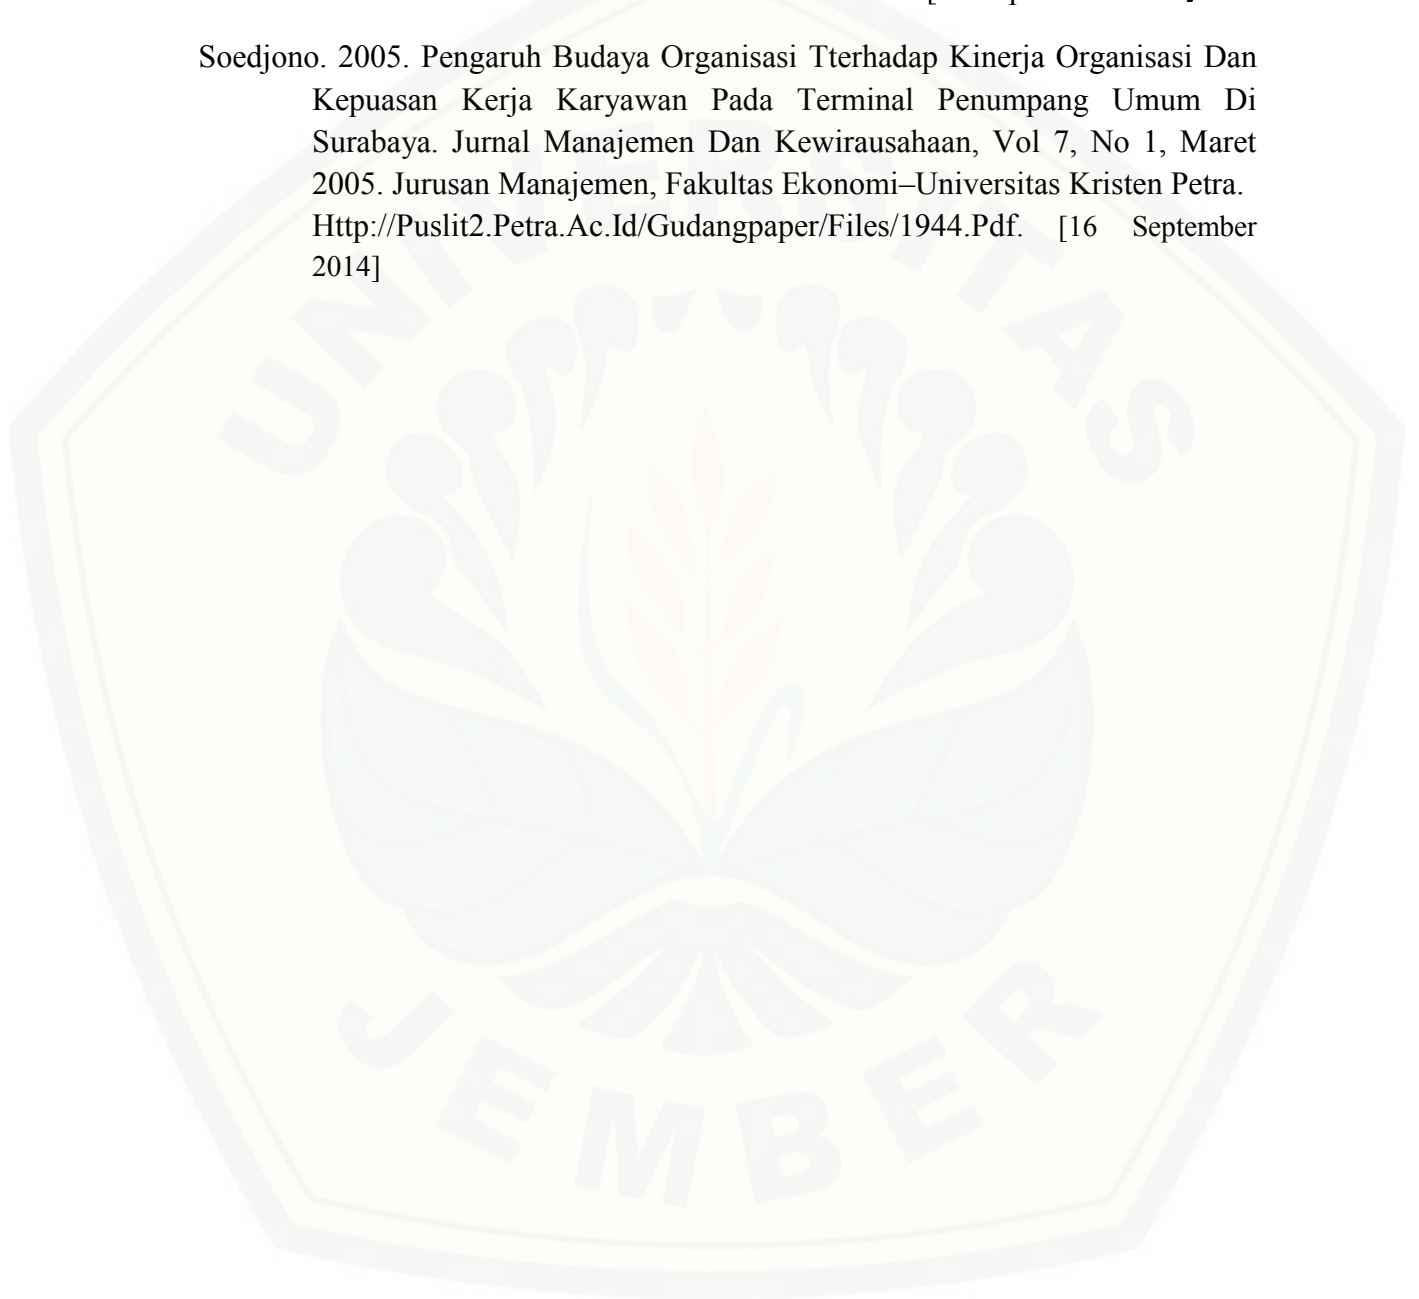 Soedjono. 2005. Pengaruh Budaya Organisasi Tterhadap Kinerja Organisasi Dan
Kepuasan Kerja Karyawan Pada Terminal Penumpang Umum Di
Surabaya. Jurnal Manajemen Dan Kewirausahaan, Vol 7, No 1, Maret
2005. Jurusan Manajemen, Fakultas Ekonomi–Universitas Kristen Petra.
Http://Puslit2.Petra.Ac.Id/Gudangpaper/Files/1944.Pdf. [16 September
2014]
UNIVERSITAS
JEMBER